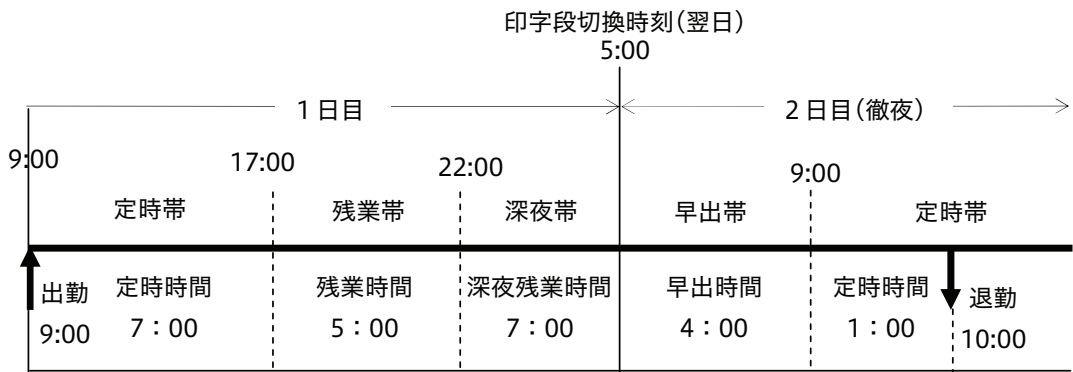 印字段切換時刻(翌日)
5:00
1日目
2日目(徹夜)
9:00
17:00
22:00
9:00
定時帯
残業帯
深夜帯
早出帯
定時帯
出勤
9:00
定時時間
7:00
残業時間
5:00
深夜残業時間
7:00
早出時間
4:00
定時時間
1:00
退勤
10:00